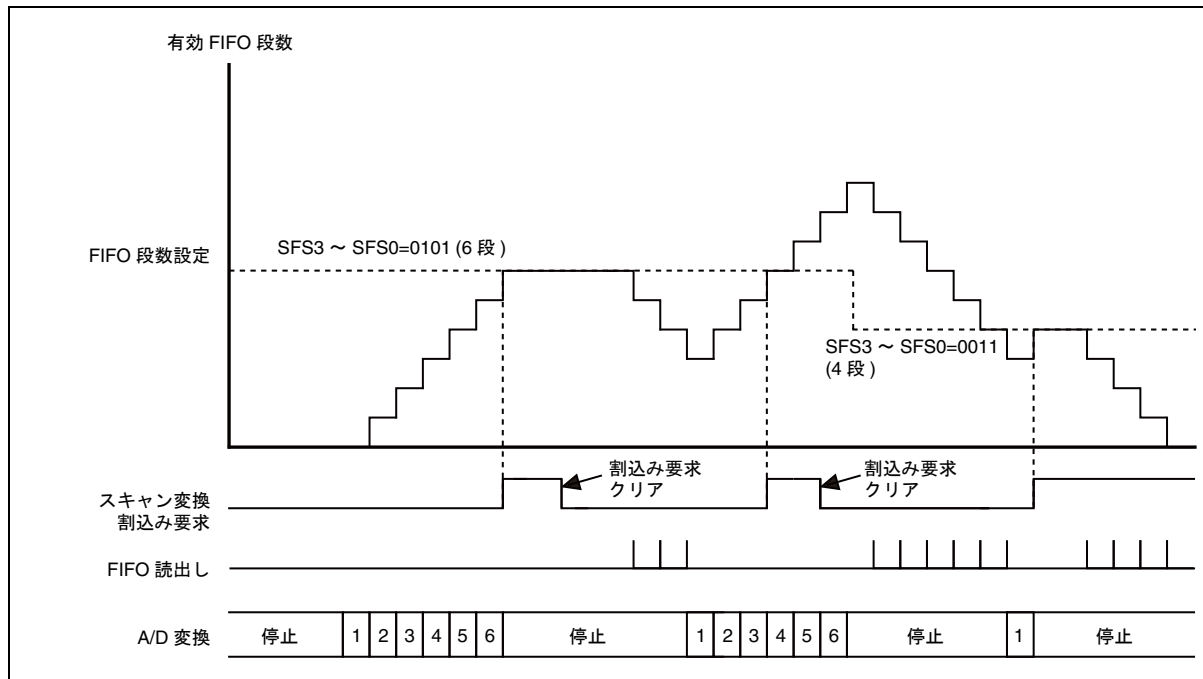 有効 FIFO 段数
SFS3 ～ SFS0=0101 (6 段 )
FIFO 段数設定
SFS3 ～ SFS0=0011
(4 段 )
割込み要求
クリア
割込み要求
クリア
スキャン変換
割込み要求
FIFO 読出し
A/D 変換
停止 1 2 3 4 5 6 停止 1 2 3 4 5 6 停止 1 停止